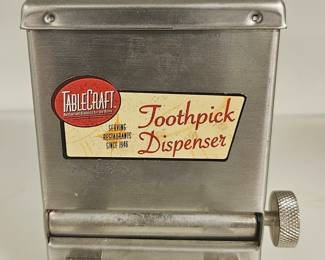 TABLECRAFT
SERVING
RESTAURANTS
SINCE 1946
Toothpick
Dispenser